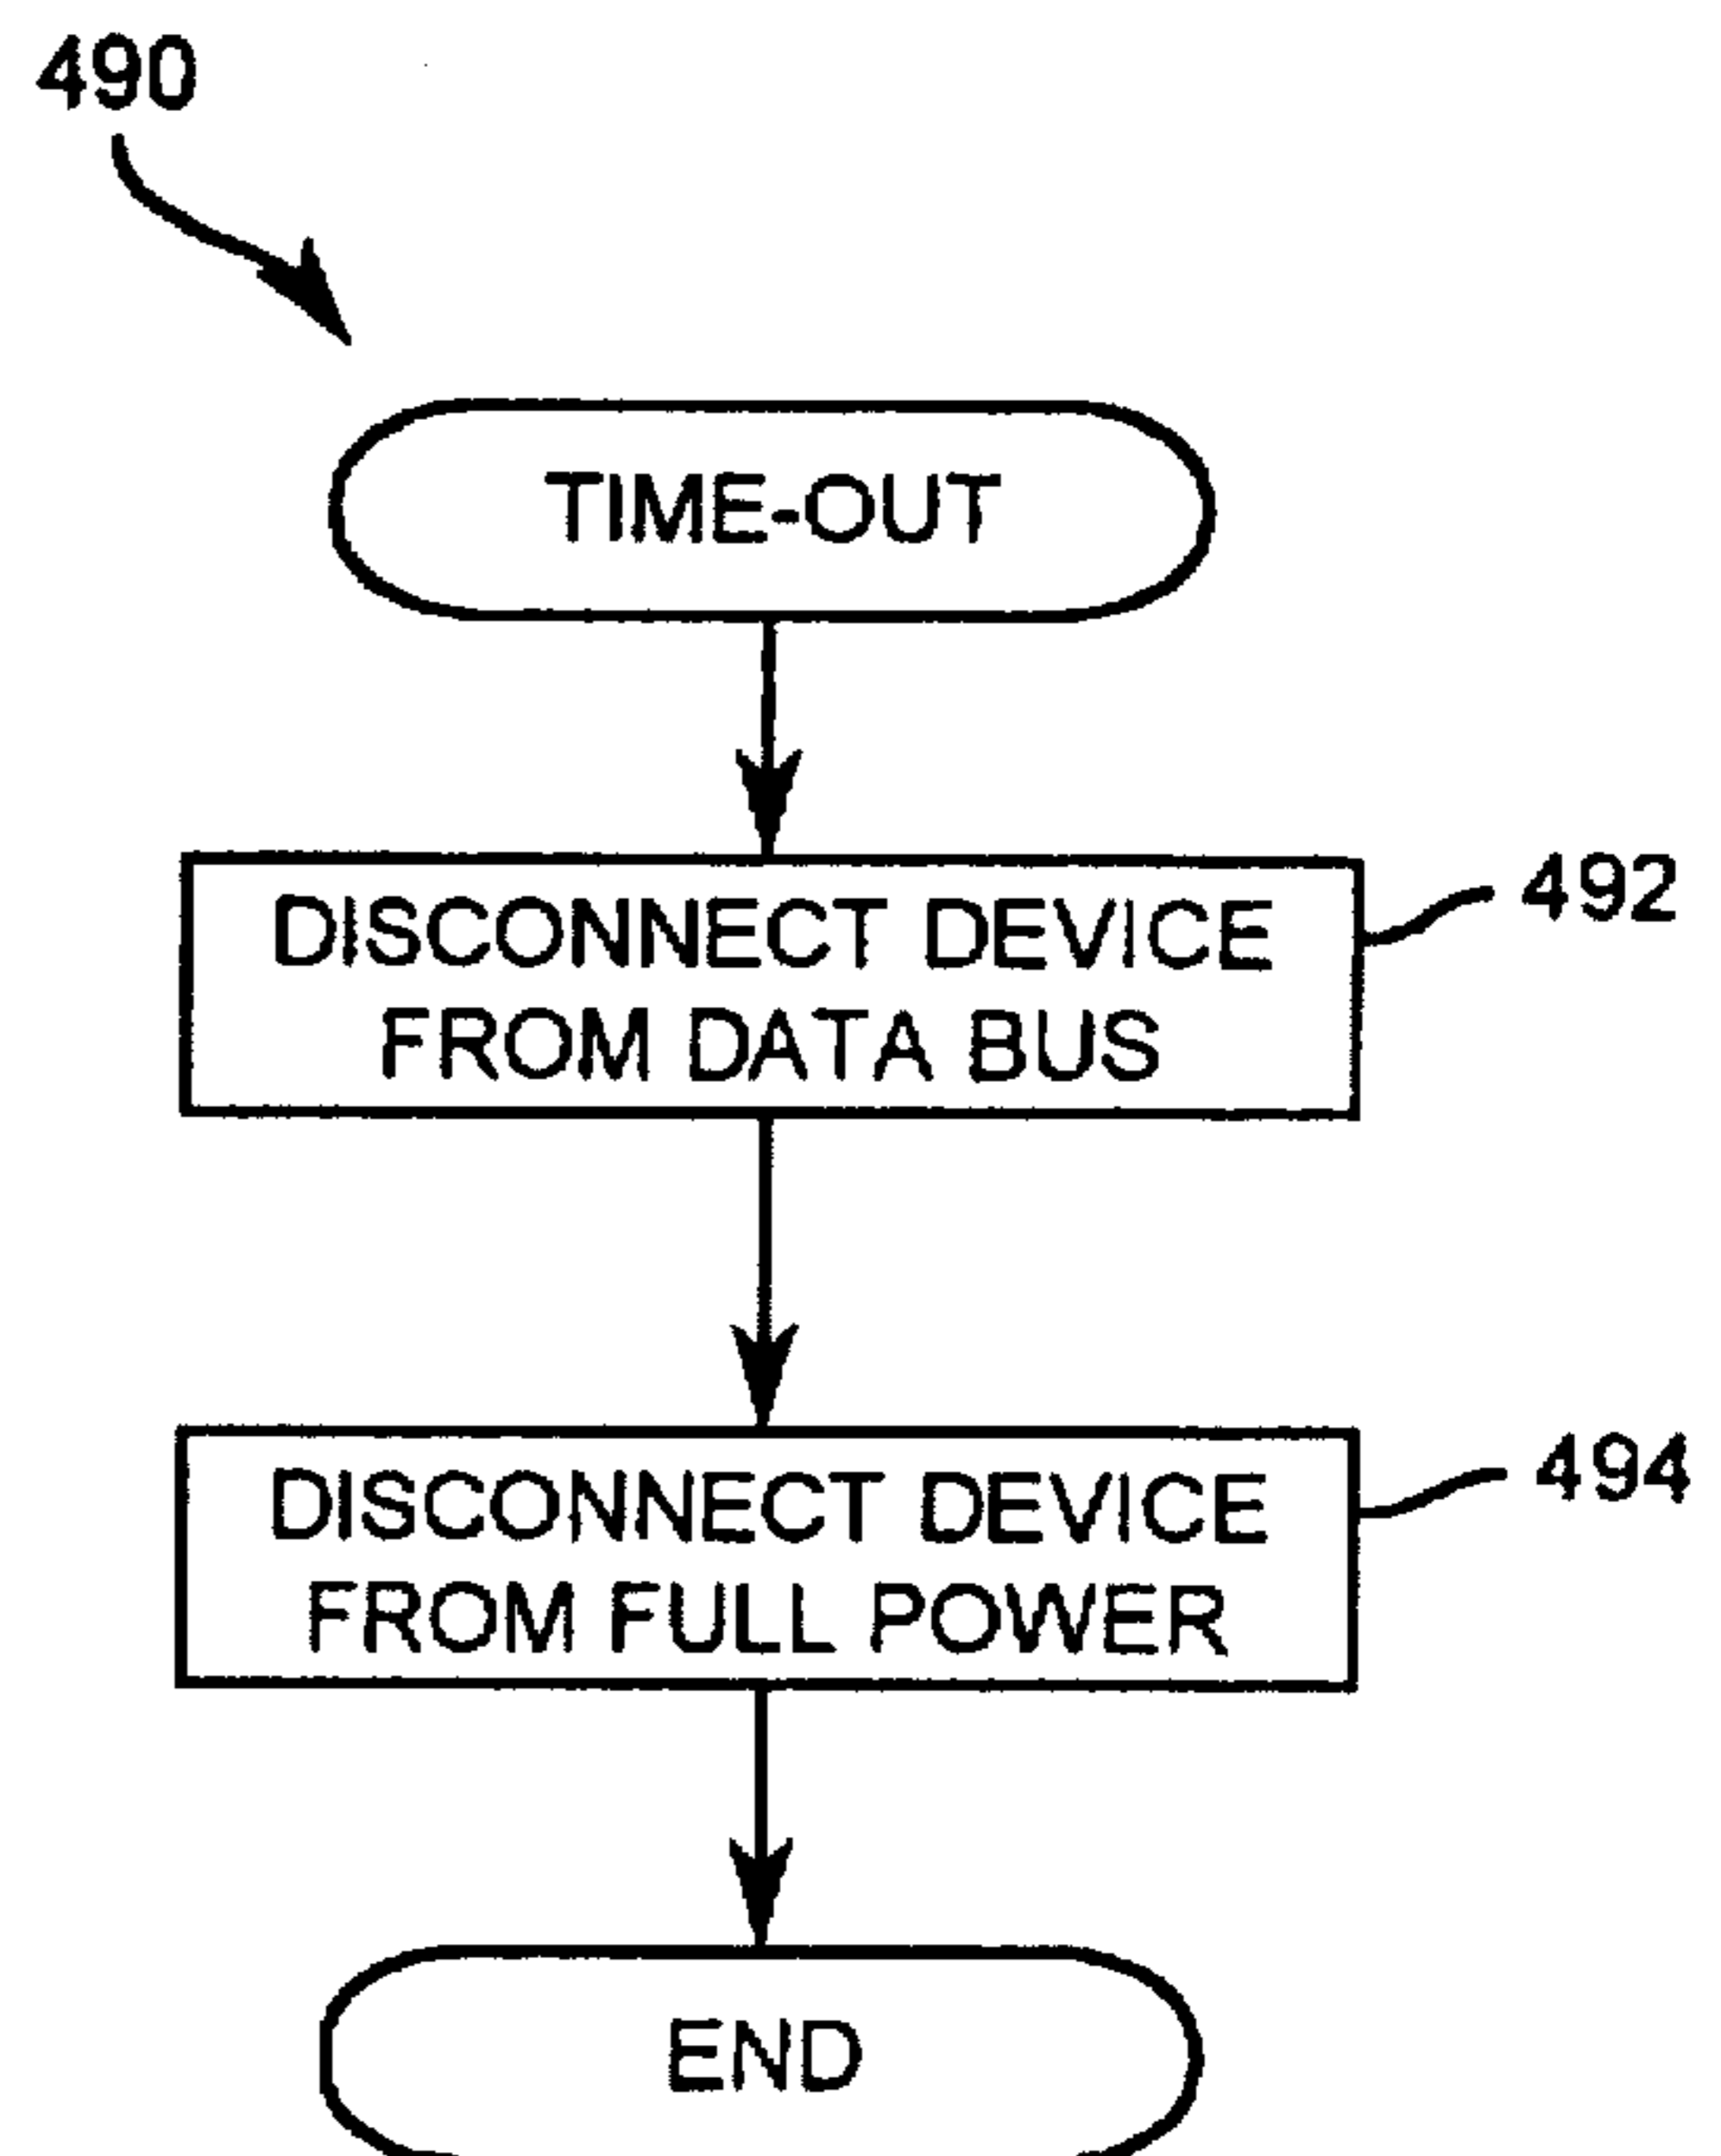 490
TIME-OUT
DISCONNECT DEVICE
FROM DATA BUS
492
DISCONNECT DEVICE
FROM FULL POWER
494
END